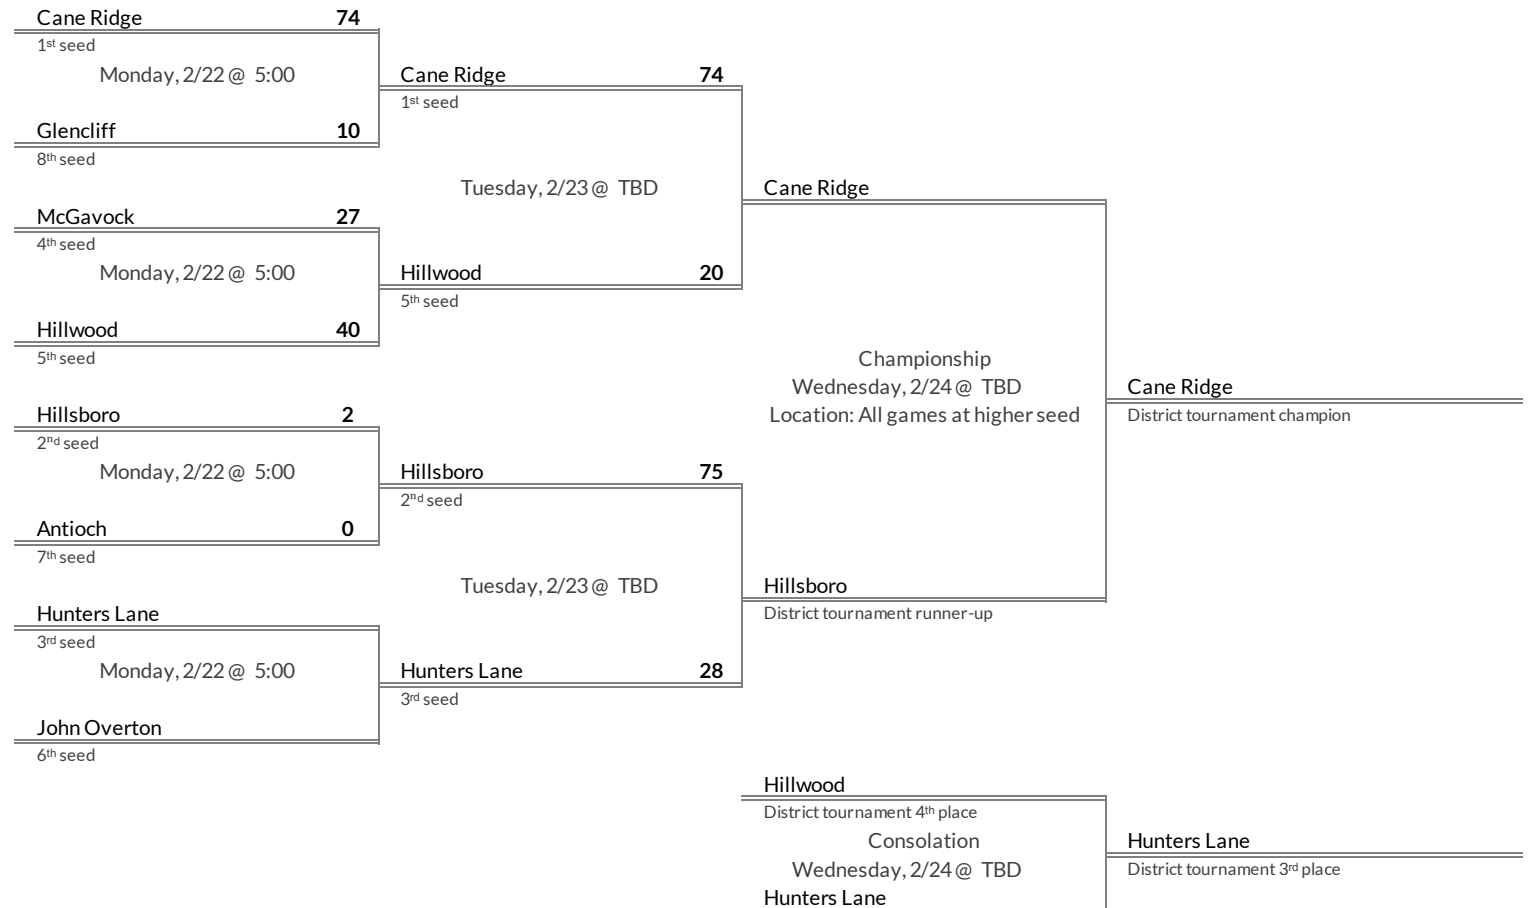 Cane Ridge 74
1st seed
Monday, 2/22 @ 5:00
Glencliff 10
8th seed
McGavock 27
4th seed
Monday, 2/22 @ 5:00
Hillwood 40
5th seed
Hillsboro 2
2nd seed
Monday, 2/22 @ 5:00
Antioch 0
7th seed
Hunters Lane
3rd seed
Monday, 2/22 @ 5:00
John Overton
6th seed
Cane Ridge 74
1st seed
Tuesday, 2/23 @ TBD
Hillwood 20
5th seed
Hillsboro 75
2nd seed
Tuesday, 2/23 @ TBD
Hunters Lane 28
3rd seed
Cane Ridge
Championship
Wednesday, 2/24 @ TBD
Location: All games at higher seed
Hillsboro
District tournament runner-up
Cane Ridge
District tournament champion
Hillwood
District tournament 4th place
Consolation
Wednesday, 2/24 @ TBD
Hunters Lane
Hunters Lane
District tournament 3rd place